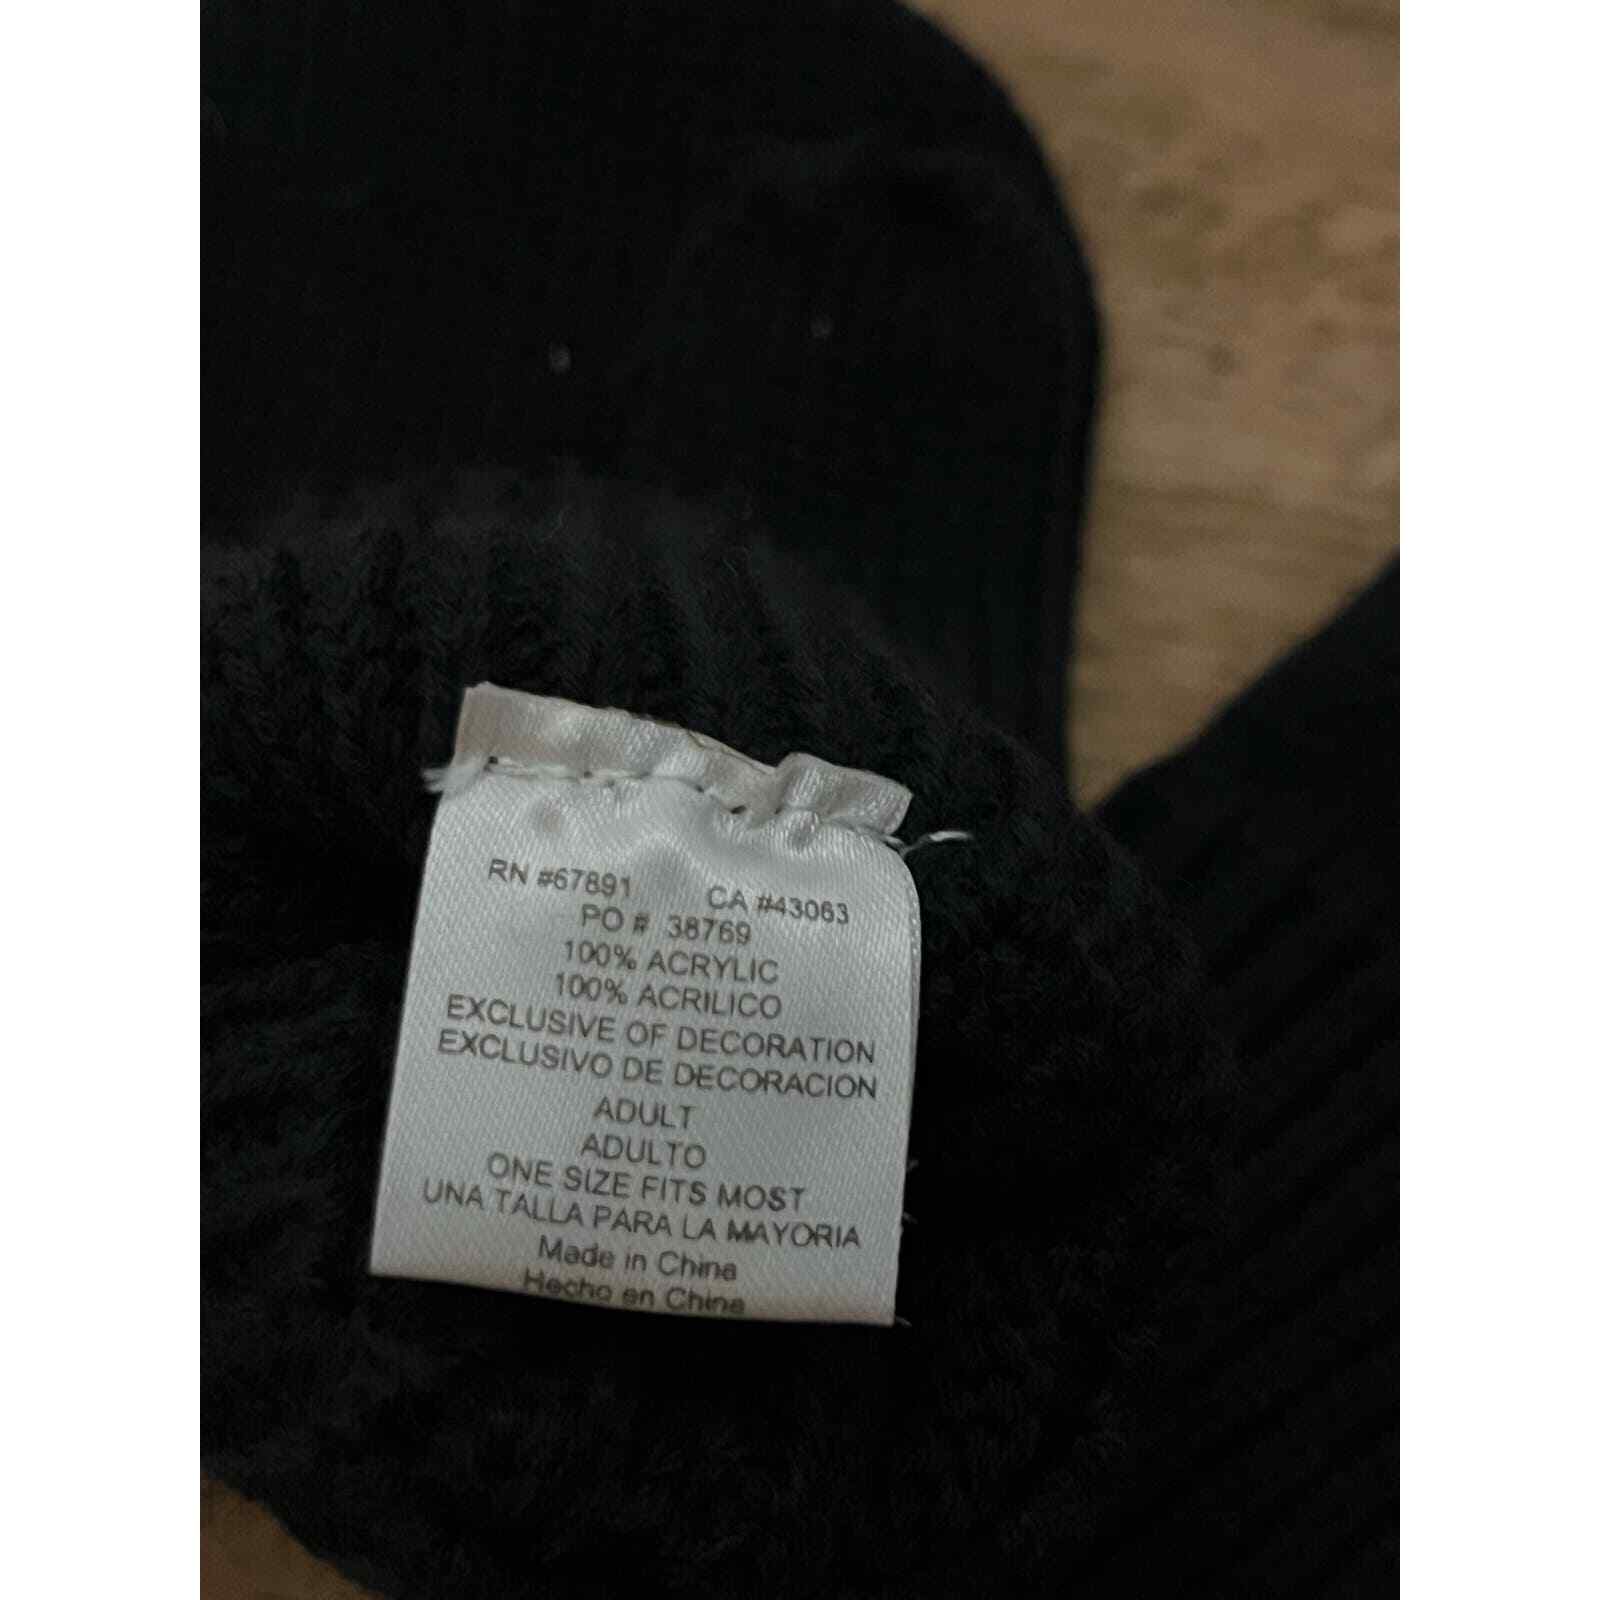 RN #67891 CA #43063
PO # 38769
100% ACRYLIC
100% ACRILICO
EXCLUSIVE OF DECORATION
EXCLUSIVO DE DECORACION
ADULT
ADULTO
ONE SIZE FITS MOST
UNA TALLA PARA LA MAYORIA
Made in China
Hecho en China